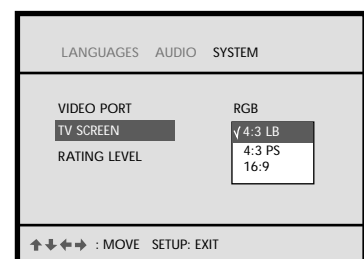 LANGUAGES AUDIO SYSTEM
VIDEO PORT RGB
TV SCREEN √ 4:3 LB
4:3 PS
RATING LEVEL
16:9
: MOVE SETUP: EXIT